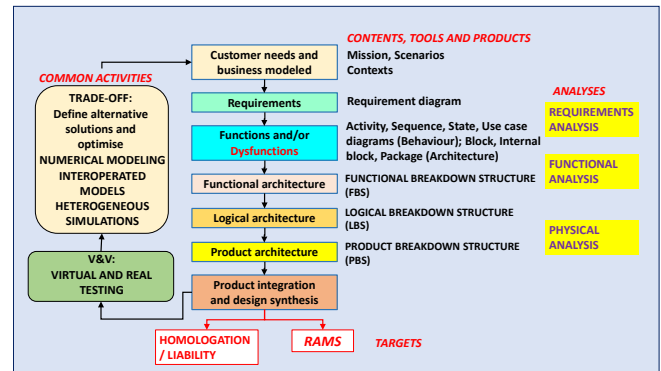 CONTENTS, TOOLS AND PRODUCTS
Customer needs and
business modeled
Mission, Scenarios
Contexts
COMMON ACTIVITIES
TRADE-OFF:
Define alternative
solutions and
optimise
NUMERICAL MODELING
INTEROPERATED
MODELS
HETEROGENEOUS
SIMULATIONS
V&V:
VIRTUAL AND REAL
TESTING
Requirements
Requirement diagram
Functions and/or
Dysfunctions
Activity, Sequence, State, Use case
diagrams (Behaviour); Block, Internal
block, Package (Architecture)
Functional architecture
FUNCTIONAL BREAKDOWN STRUCTURE
(FBS)
Logical architecture
LOGICAL BREAKDOWN STRUCTURE
(LBS)
Product architecture
PRODUCT BREAKDOWN STRUCTURE
(PBS)
Product integration
and design synthesis
HOMOLOGATION
/ LIABILITY
RAMS
TARGETS
ANALYSES
REQUIREMENTS
ANALYSIS
FUNCTIONAL
ANALYSIS
PHYSICAL
ANALYSIS